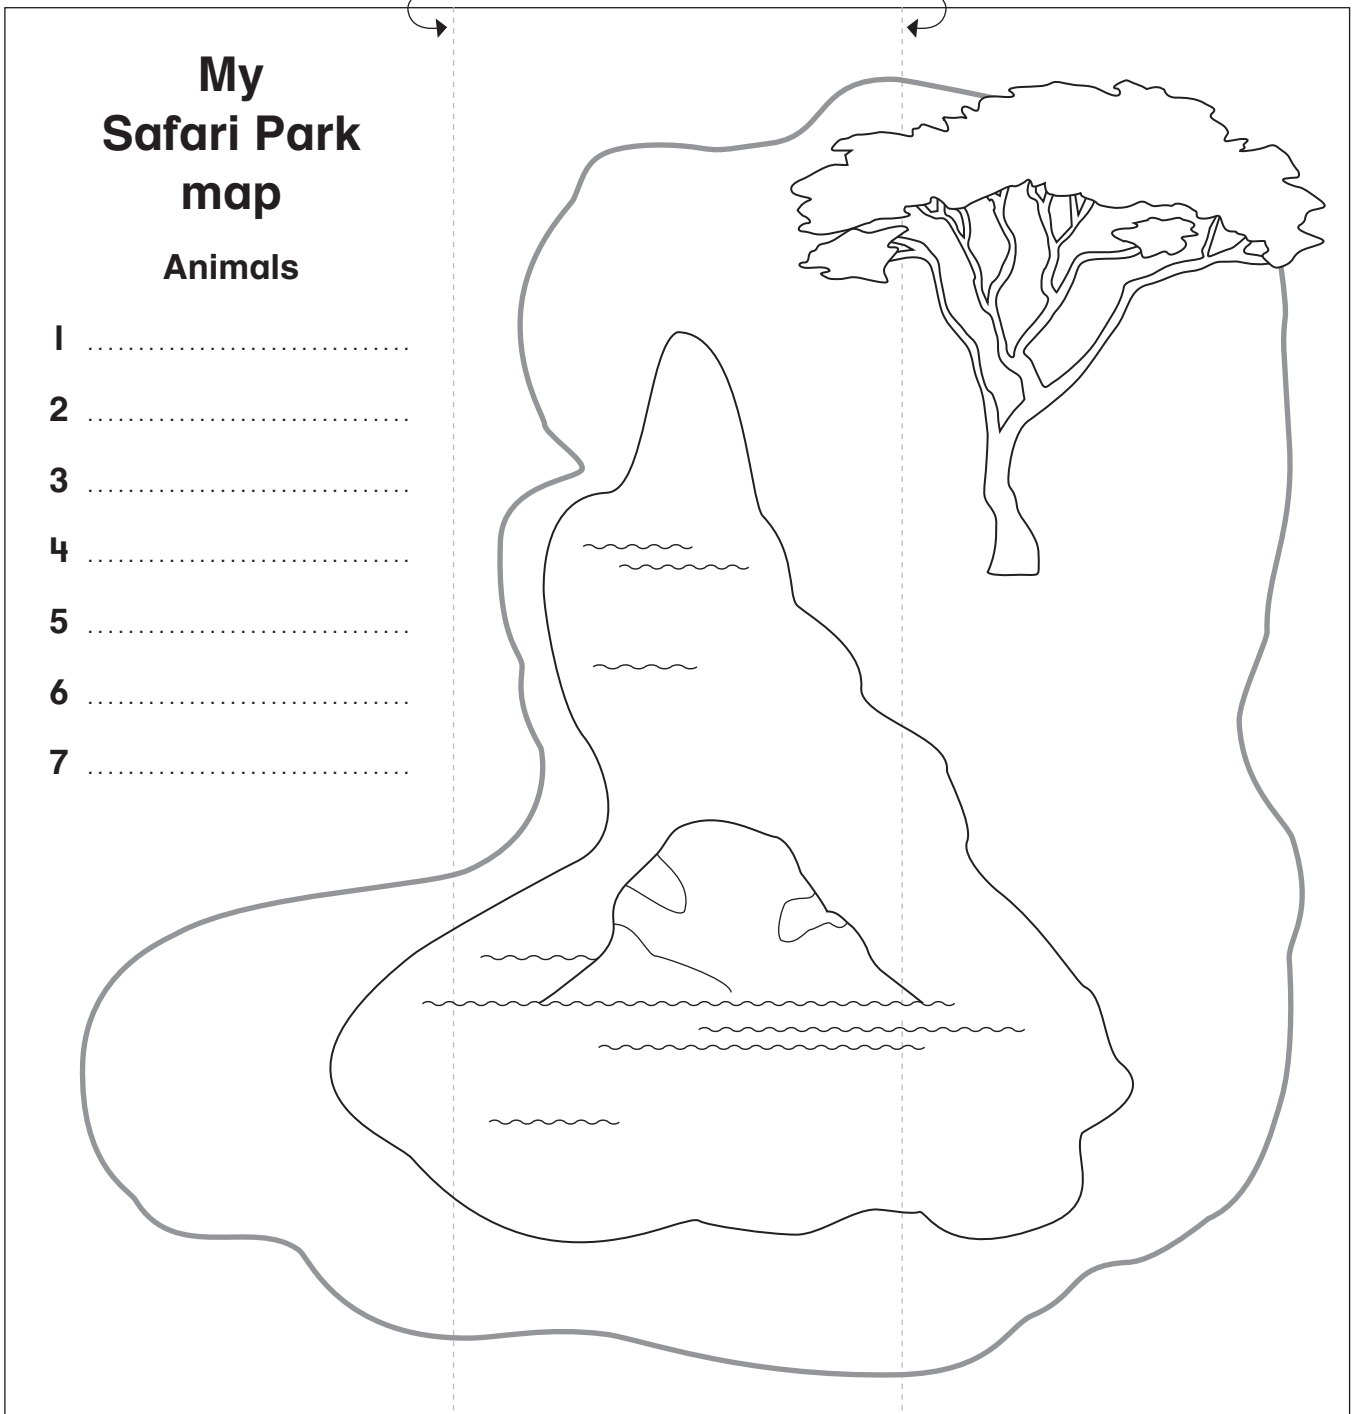 My
Safari Park
map
Animals
1 ................................
2 ................................
3 ................................
4 ................................
5 ................................
6 ................................
7 ................................